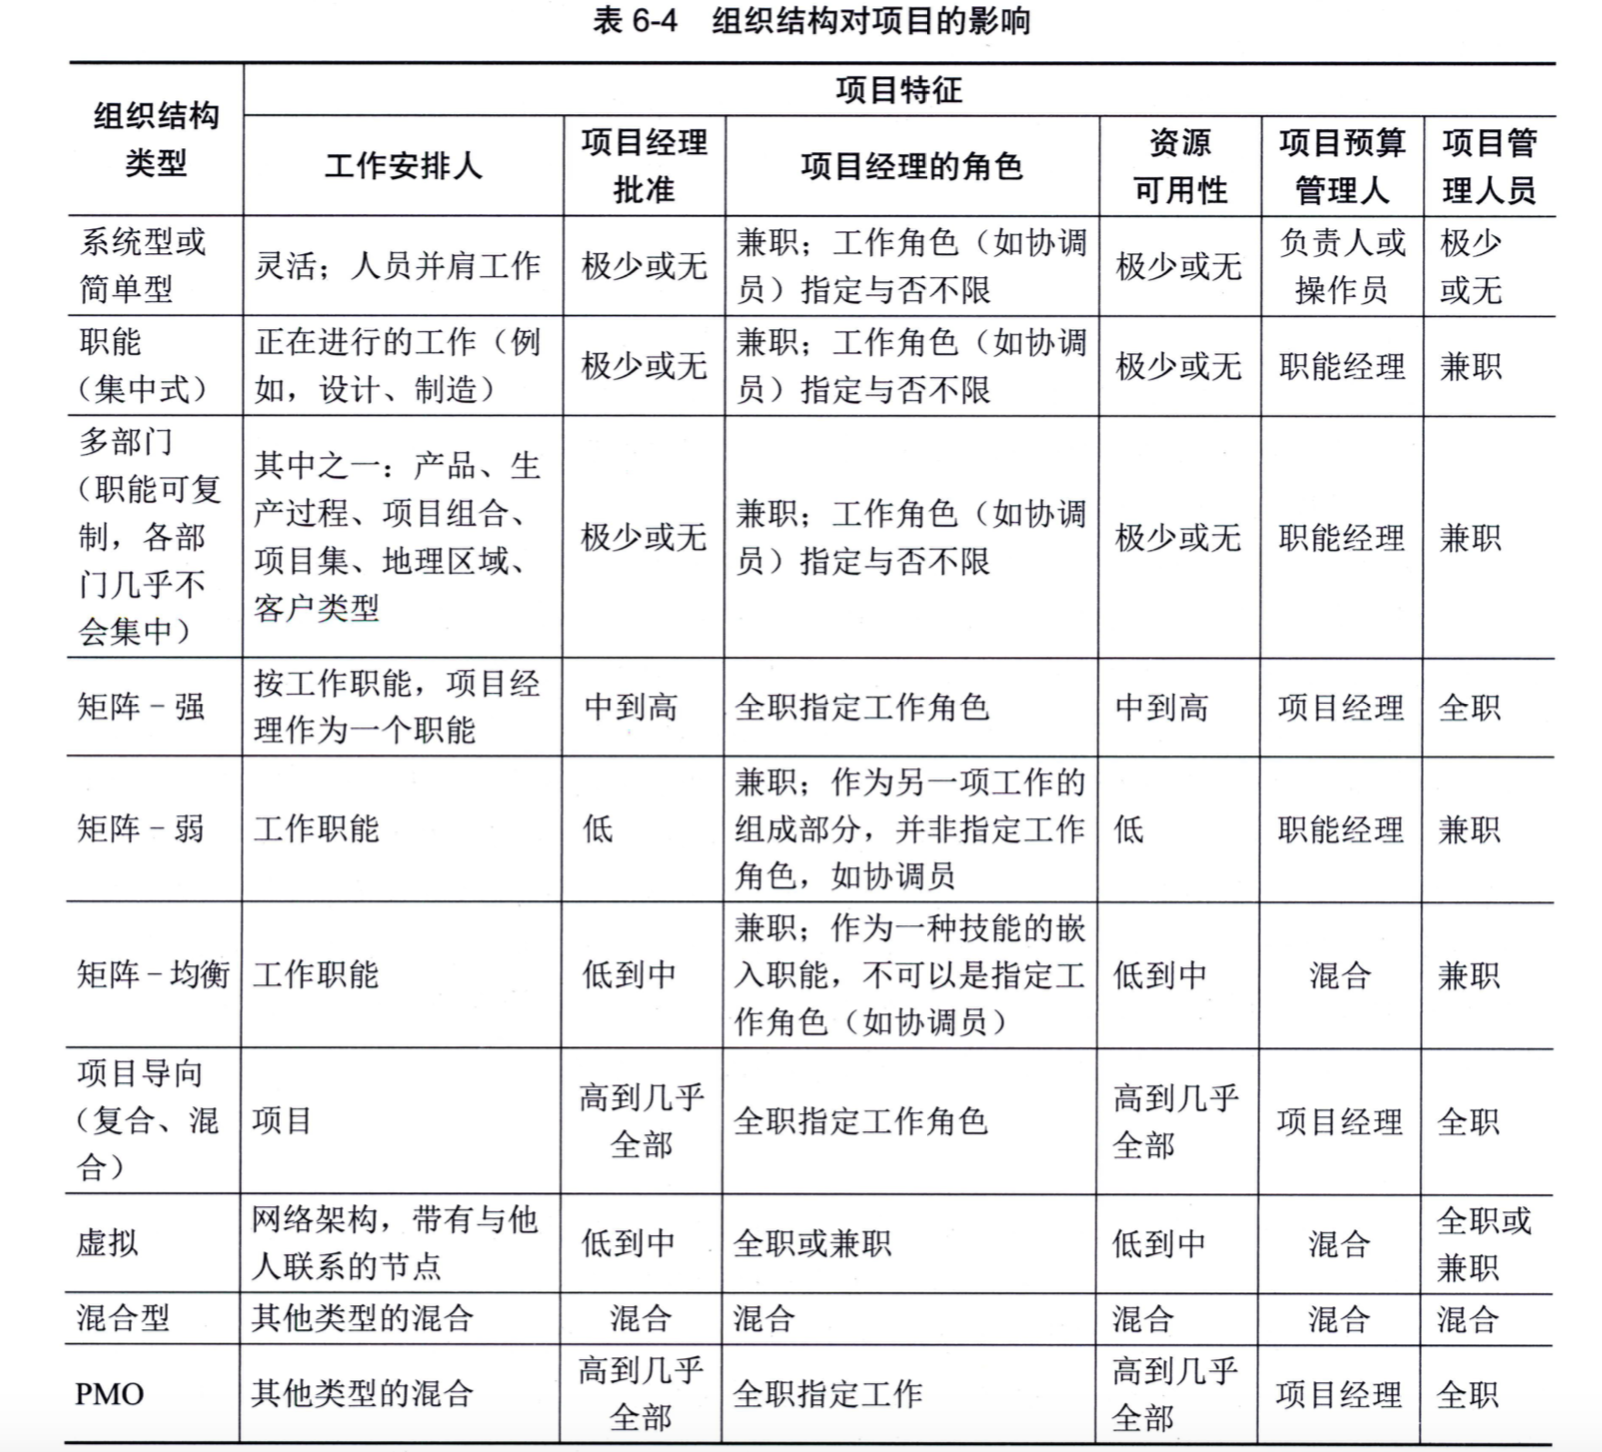 表 6-4 组织结构对项目的影响
组织结构
类型
项目特征
工作安排人
项目经理
批准
项目经理的角色
资源
可用性
项目预算
管理人
项目管
理人员
系统型或
简单型
灵活；人员并肩工作
极少或无
兼职；工作角色（如协调
员）指定与否不限
极少或无
负责人或
操作员
极少
或无
职能
（集中式）
正在进行的工作（例
如，设计、制造）
极少或无
兼职；工作角色（如协调
员）指定与否不限
极少或无
职能经理
兼职
多部门
（职能可复
制，各部
门几乎不
会集中）
其中之一：产品、生
产过程、项目组合、
项目集、地理区域、
客户类型
极少或无
兼职；工作角色（如协调
员）指定与否不限
极少或无
职能经理
兼职
矩阵－强
按工作职能，项目经
理作为一个职能
中到高
全职指定工作角色
中到高
项目经理
全职
矩阵－弱
工作职能
低
兼职；作为另一项工作的
组成部分，并非指定工作
角色，如协调员
低
职能经理
兼职
矩阵－均衡
工作职能
低到中
兼职；作为一种技能的嵌
入职能，不可以是指定工
作角色（如协调员）
低到中
混合
兼职
项目导向
（复合、混
合）
项目
高到几乎
全部
全职指定工作角色
高到几乎
全部
项目经理
全职
虚拟
网络架构，带有与他
人联系的节点
低到中
全职或兼职
低到中
混合
全职或
兼职
混合型
其他类型的混合
混合
混合
混合
混合
混合
PMO
其他类型的混合
高到几乎
全部
全职指定工作
高到几乎
全部
项目经理
全职